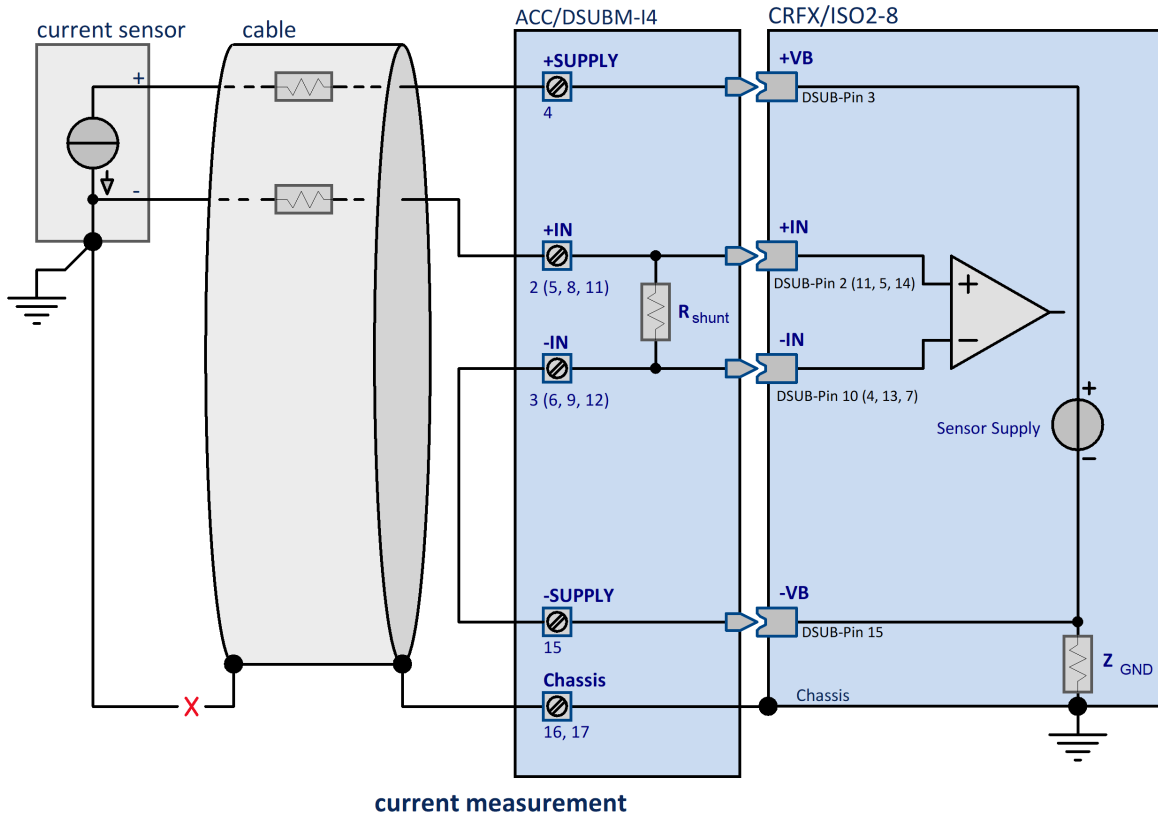 current sensor
cable
ACC/DSUBM-I4
CRFX/ISO2-8
+
-
+SUPPLY
4
+VB
DSUB-Pin 3
+IN
2 (5, 8, 11)
+IN
DSUB-Pin 2 (11, 5, 14)
R shunt
+
−
-IN
3 (6, 9, 12)
-IN
DSUB-Pin 10 (4, 13, 7)
Sensor Supply
+
−
-SUPPLY
15
-VB
DSUB-Pin 15
Z GND
Chassis
16, 17
Chassis
X
current measurement